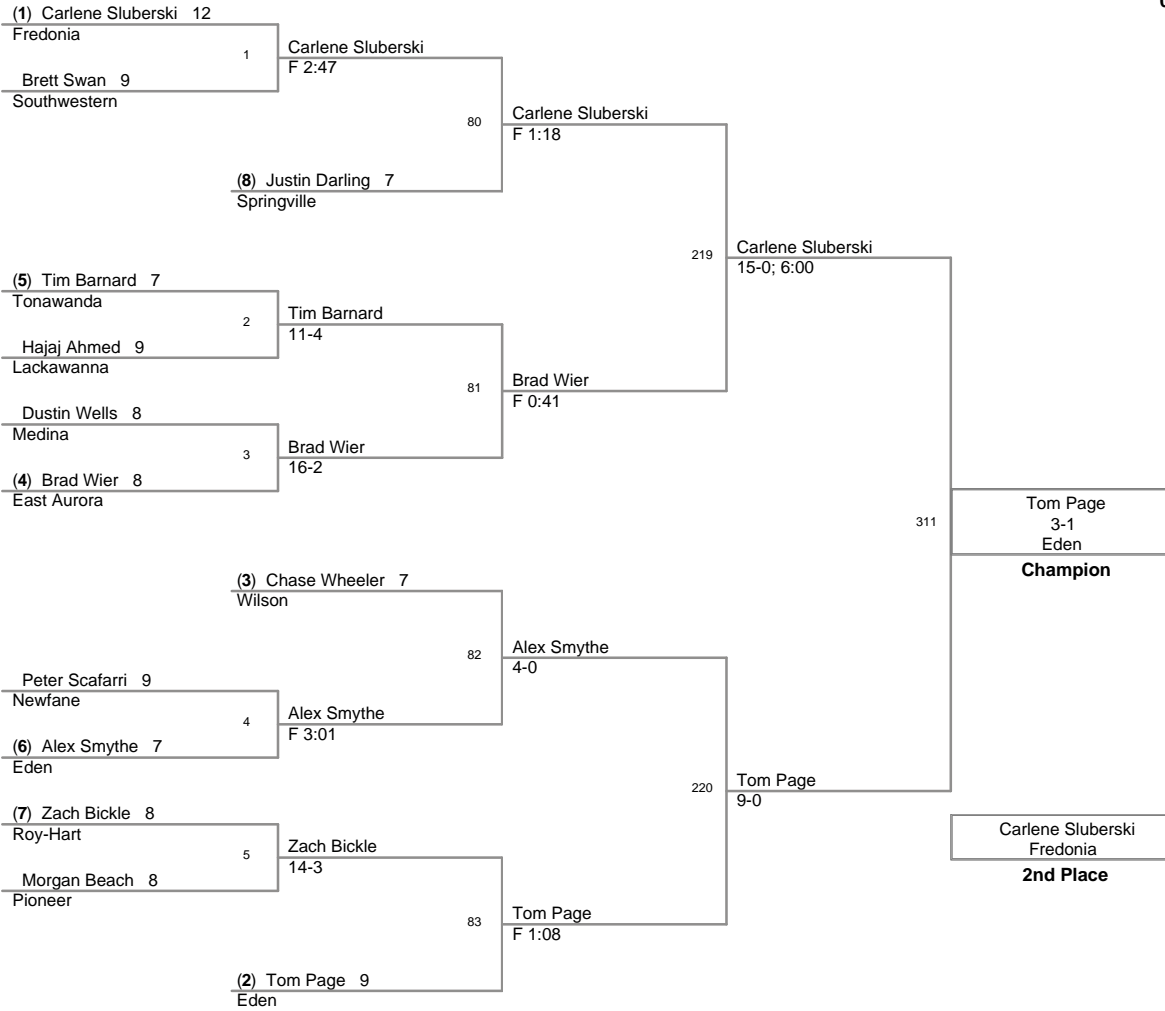 (1) Carlene Sluberski 12
Fredonia
1
Brett Swan 9
Southwestern
Carlene Sluberski
F 2:47
80
(8) Justin Darling 7
Springville
Carlene Sluberski
F 1:18
(5) Tim Barnard 7
Tonawanda
2
Hajaj Ahmed 9
Lackawanna
Tim Barnard
11-4
Dustin Wells 8
Medina
3
(4) Brad Wier 8
East Aurora
Brad Wier
16-2
81
Brad Wier
F 0:41
219
Carlene Sluberski
15-0; 6:00
(3) Chase Wheeler 7
Wilson
82
Peter Scafarri 9
Newfane
4
(6) Alex Smythe 7
Eden
Alex Smythe
F 3:01
Alex Smythe
4-0
(7) Zach Bickle 8
Roy-Hart
5
Morgan Beach 8
Pioneer
Zach Bickle
14-3
83
(2) Tom Page 9
Eden
Tom Page
F 1:08
220
Tom Page
9-0
311
Tom Page
3-1
Eden
Champion
Carlene Sluberski
Fredonia
2nd Place